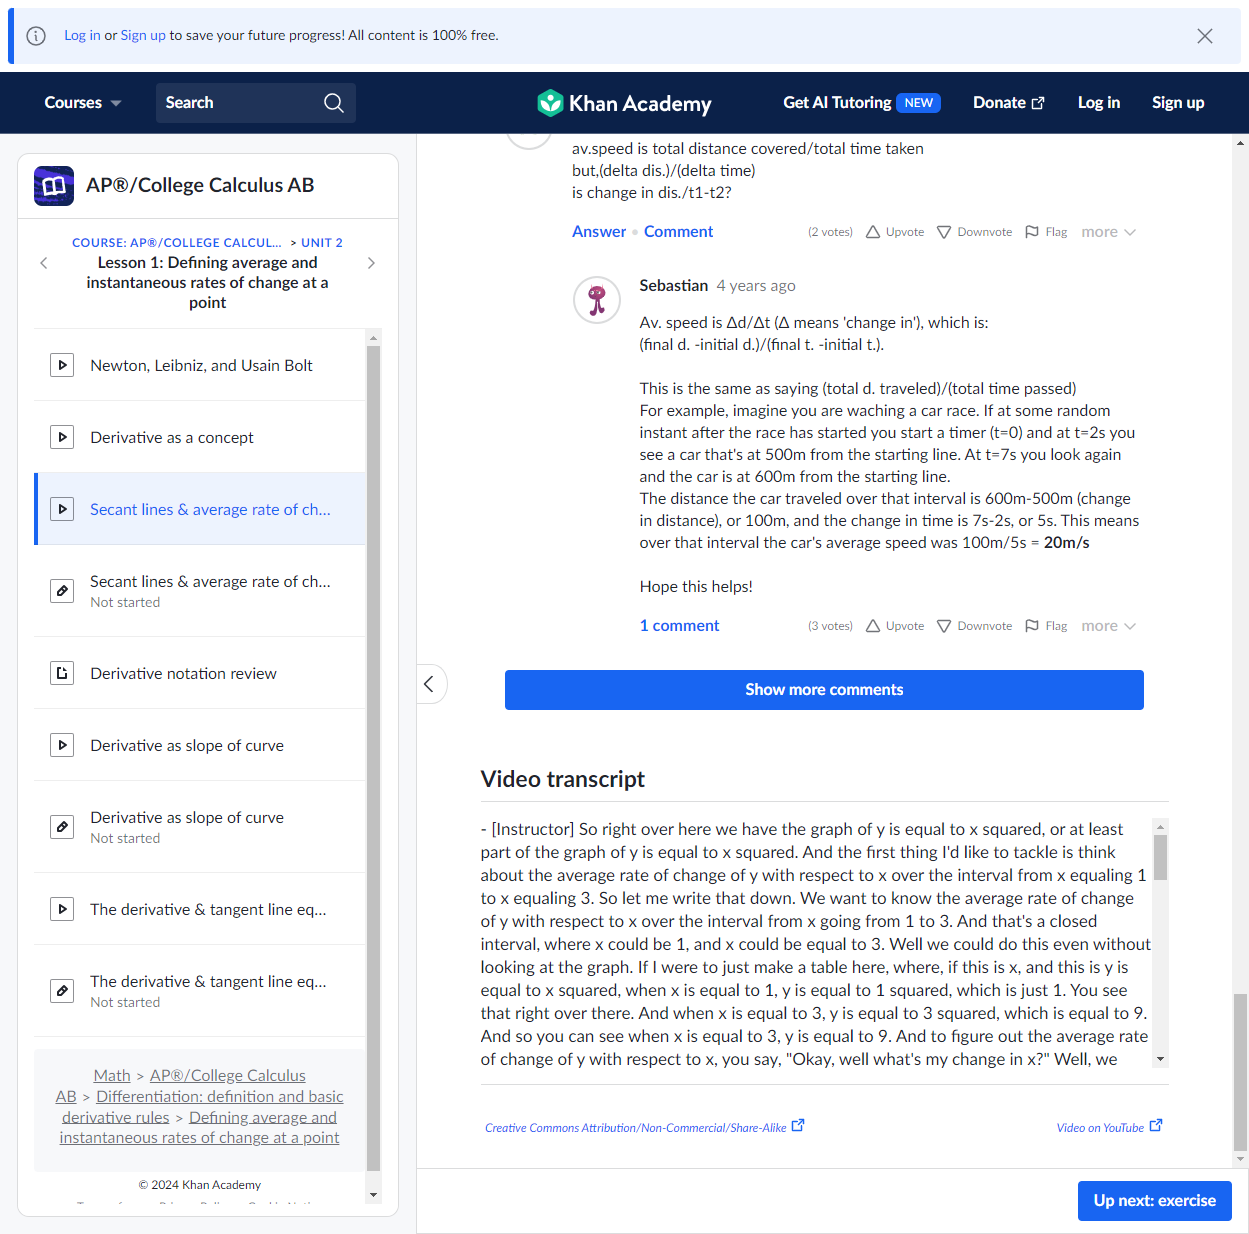 Log in or Sign up to save your future progress! All content is 100% free.
Courses
Search
Khan Academy
Get AI Tutoring NEW
Donate
Log in
Sign up
AP®/College Calculus AB
COURSE: AP®/COLLEGE CALCUL... > UNIT 2
Lesson 1: Defining average and
instantaneous rates of change at a
point
Newton, Leibniz, and Usain Bolt
Derivative as a concept
Secant lines & average rate of ch...
Secant lines & average rate of ch...
Not started
Derivative notation review
Derivative as slope of curve
Derivative as slope of curve
Not started
The derivative & tangent line eq...
The derivative & tangent line eq...
Not started
Math > AP®/College Calculus
AB > Differentiation: definition and basic
derivative rules > Defining average and
instantaneous rates of change at a point
© 2024 Khan Academy
av.speed is total distance covered/total time taken
but,(delta dis.)/(delta time)
is change in dis./t1-t2?
Answer • Comment (2 votes) Upvote Downvote Flag more
Sebastian 4 years ago
Av. speed is Δd/Δt (Δ means 'change in'), which is:
(final d. -initial d.)/(final t. -initial t.).
This is the same as saying (total d. traveled)/(total time passed)
For example, imagine you are waching a car race. If at some random
instant after the race has started you start a timer (t=0) and at t=2s you
see a car that's at 500m from the starting line. At t=7s you look again
and the car is at 600m from the starting line.
The distance the car traveled over that interval is 600m-500m (change
in distance), or 100m, and the change in time is 7s-2s, or 5s. This means
over that interval the car's average speed was 100m/5s = 20m/s
Hope this helps!
1 comment (3 votes) Upvote Downvote Flag more
Show more comments
Video transcript
- [Instructor] So right over here we have the graph of y is equal to x squared, or at least
part of the graph of y is equal to x squared. And the first thing I'd like to tackle is think
about the average rate of change of y with respect to x over the interval from x equaling 1
to x equaling 3. So let me write that down. We want to know the average rate of change
of y with respect to x over the interval from x going from 1 to 3. And that's a closed
interval, where x could be 1, and x could be equal to 3. Well we could do this even without
looking at the graph. If I were to just make a table here, where, if this is x, and this is y is
equal to x squared, when x is equal to 1, y is equal to 1 squared, which is just 1. You see
that right over there. And when x is equal to 3, y is equal to 3 squared, which is equal to 9.
And so you can see when x is equal to 3, y is equal to 9. And to figure out the average rate
of change of y with respect to x, you say, "Okay, well what's my change in x?" Well, we
Creative Commons Attribution/Non-Commercial/Share-Alike
Video on YouTube
Up next: exercise